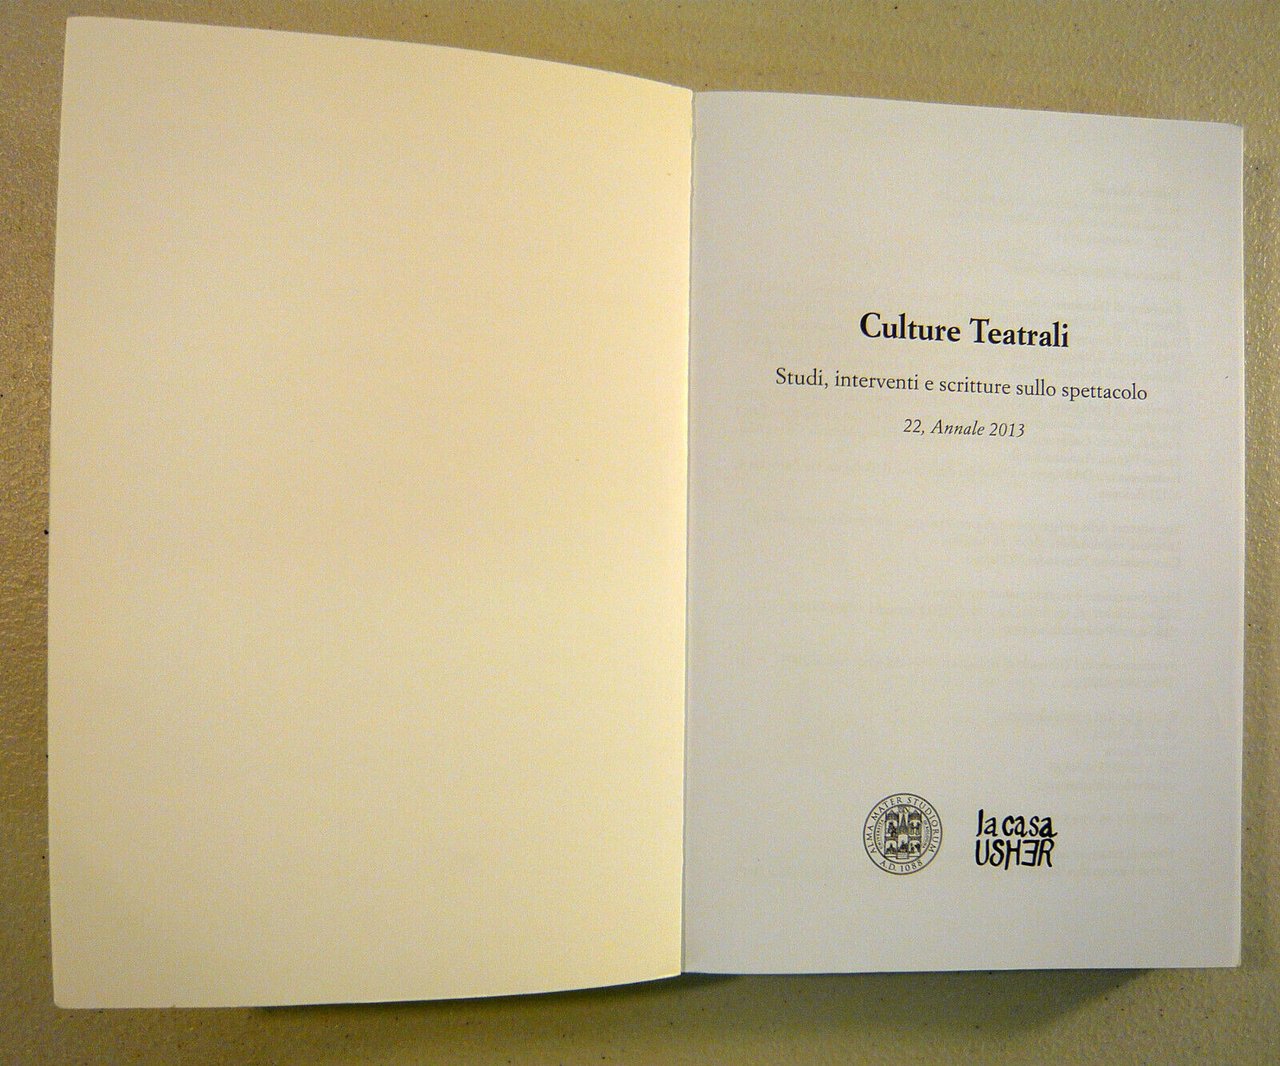 Culture Teatrali
Studi, interventi e scritture sullo spettacolo
22, Annale 2013
ALMA MATER STUDIORUM
A.D. 1088
la casa
USHER